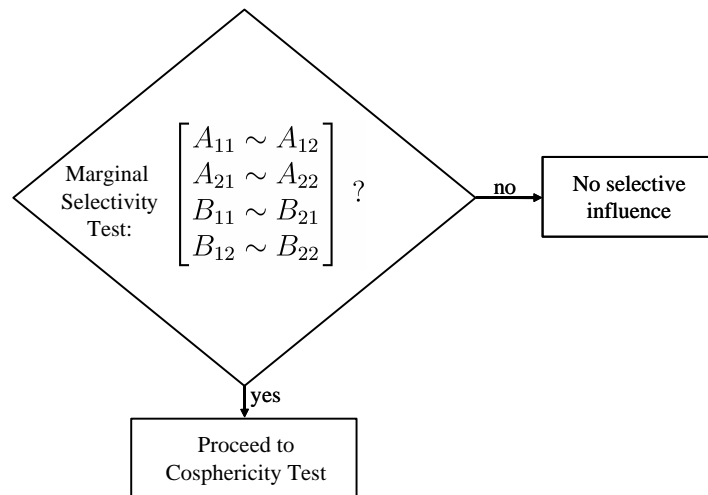 Marginal
Selectivity
Test:
A₁₁ ∼ A₁₂
A₂₁ ∼ A₂₂
B₁₁ ∼ B₂₁
B₁₂ ∼ B₂₂
?
no
No selective
influence
yes
Proceed to
Cosphericity Test